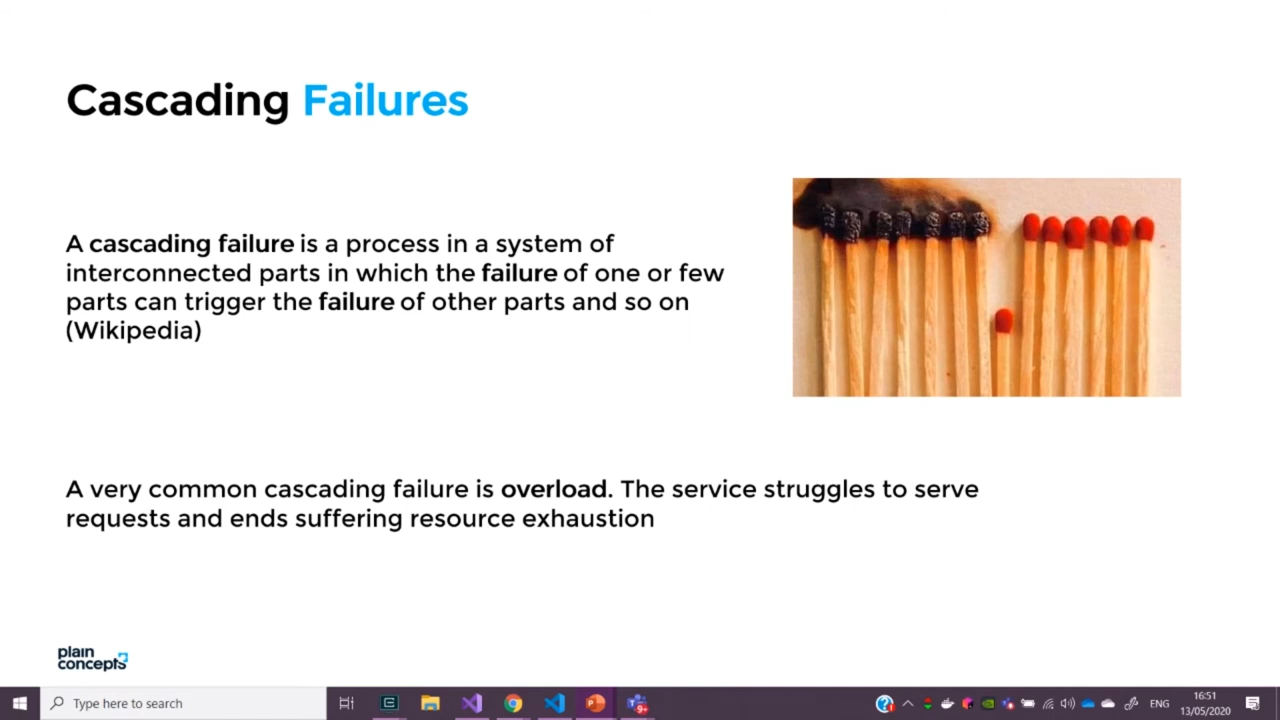 Cascading Failures
A cascading failure is a process in a system of
interconnected parts in which the failure of one or few
parts can trigger the failure of other parts and so on
(Wikipedia)
A very common cascading failure is overload. The service struggles to serve
requests and ends suffering resource exhaustion
plain
concepts
Type here to search
9+
ENG
16:51
13/05/2020